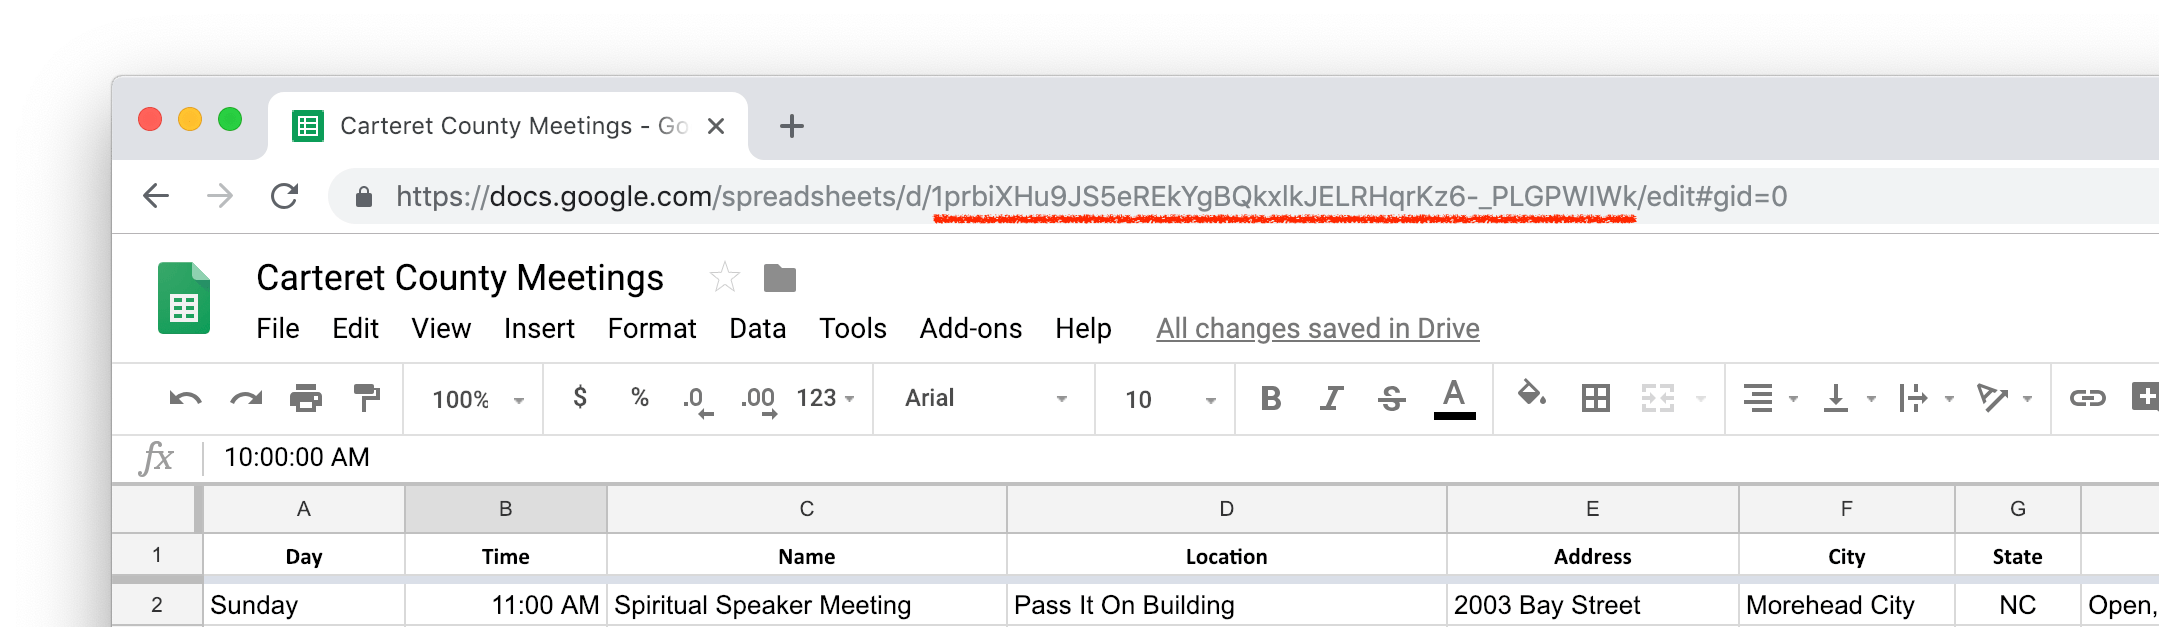 Carteret County Meetings - Go
https://docs.google.com/spreadsheets/d/1prbiXHu9JS5eREkYgBQkxlkJELRHqrKz6-_PLGPWIWk/edit#gid=0
Carteret County Meetings
File Edit View Insert Format Data Tools Add-ons Help All changes saved in Drive
100% $ % .0 .00 123 Arial 10 B I S A
fx 10:00:00 AM
A B C D E F G
1 Day Time Name Location Address City State
2 Sunday 11:00 AM Spiritual Speaker Meeting Pass It On Building 2003 Bay Street Morehead City NC Open,